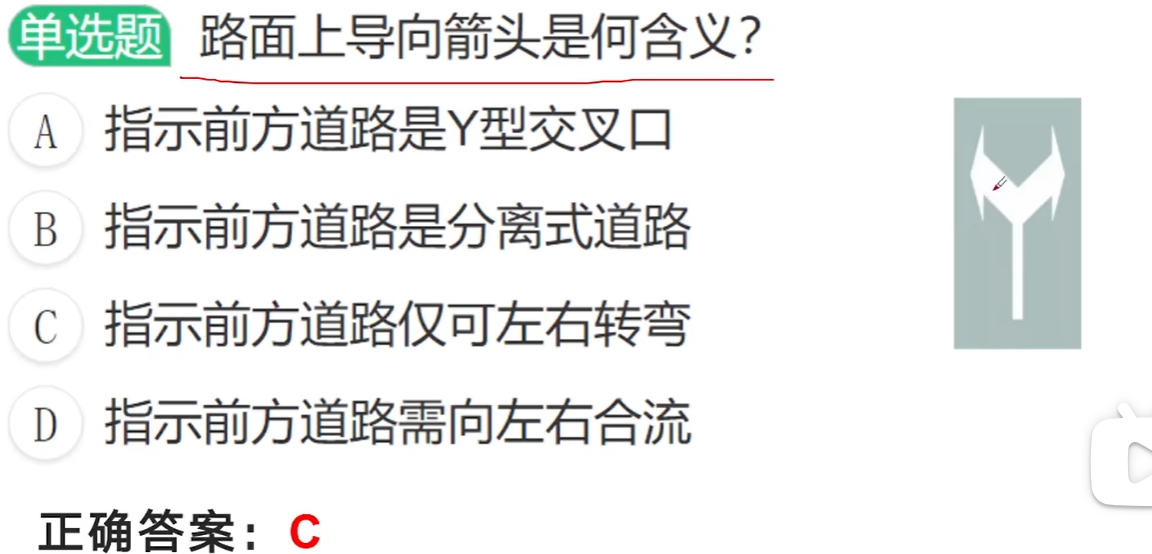 单选题 路面上导向箭头是何含义?
A 指示前方道路是Y型交叉口
B 指示前方道路是分离式道路
C 指示前方道路仅可左右转弯
D 指示前方道路需向左右合流
正确答案：C